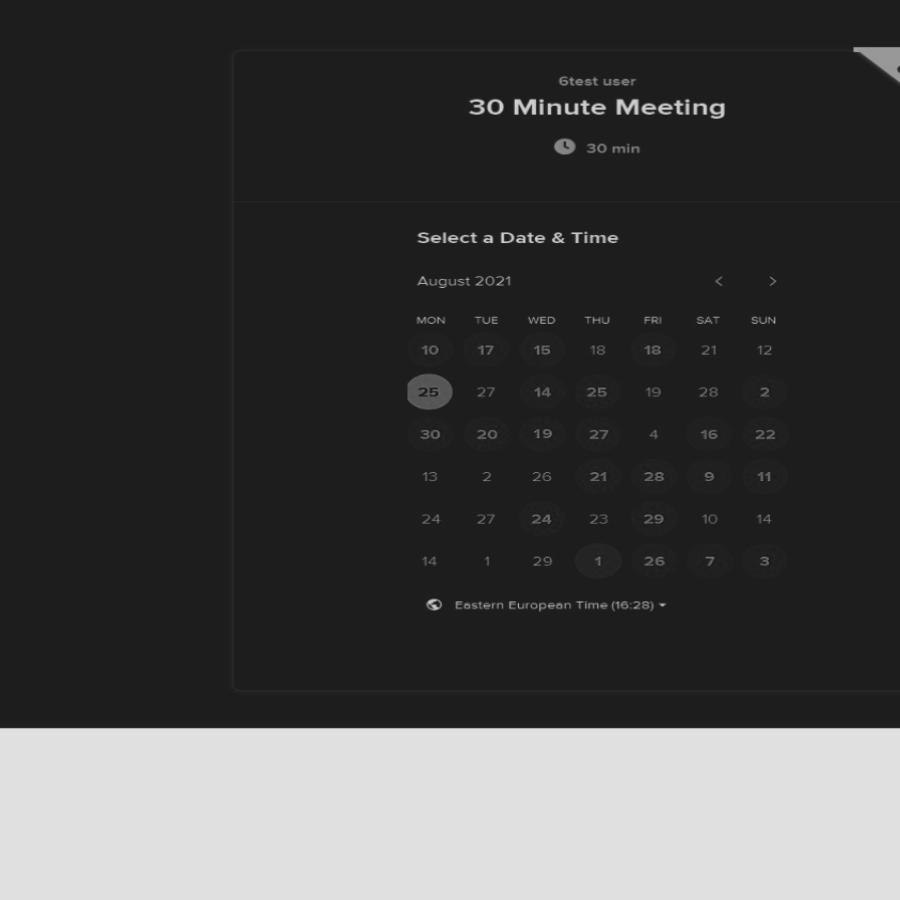 6test user
30 Minute Meeting
30 min
Select a Date & Time
August 2021
MON TUE WED THU FRI SAT SUN
10 17 15 18 18 21 12
25 27 14 25 19 28 2
30 20 19 27 4 16 22
13 2 26 21 28 9 11
24 27 24 23 29 10 14
14 1 29 1 26 7 3
Eastern European Time (16:28)